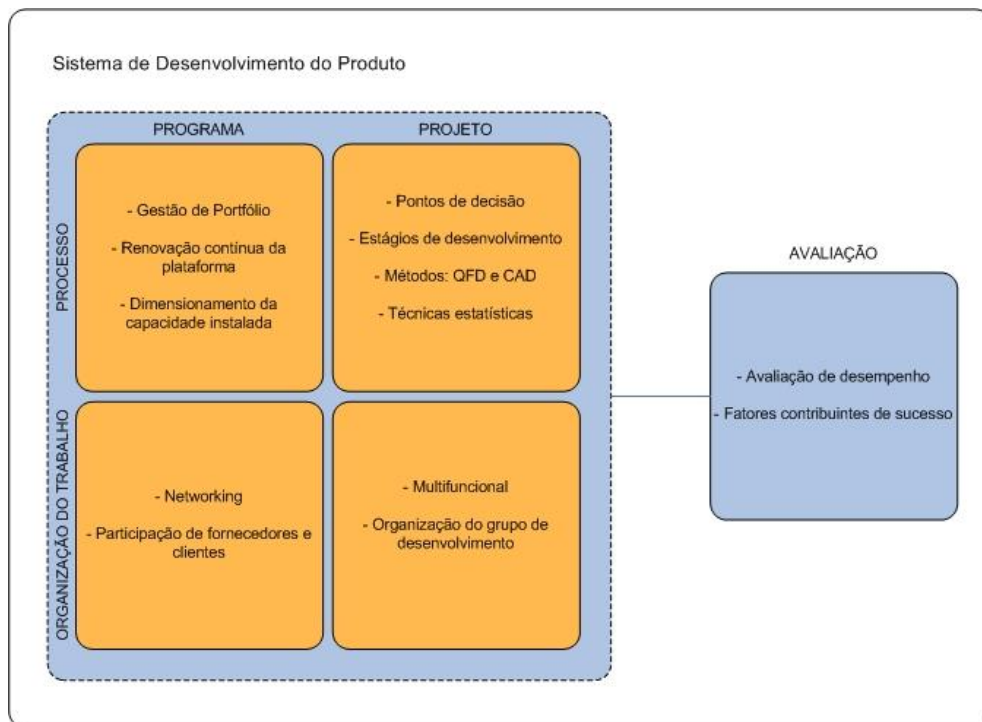 Sistema de Desenvolvimento do Produto
PROGRAMA
PROJETO
PROCESSO
- Gestão de Portfólio
- Renovação contínua da
plataforma
- Dimensionamento da
capacidade instalada
- Pontos de decisão
- Estágios de desenvolvimento
- Métodos: QFD e CAD
- Técnicas estatísticas
ORGANIZAÇÃO DO TRABALHO
- Networking
- Participação de fornecedores e
clientes
- Multifuncional
- Organização do grupo de
desenvolvimento
AVALIAÇÃO
- Avaliação de desempenho
- Fatores contribuintes de sucesso